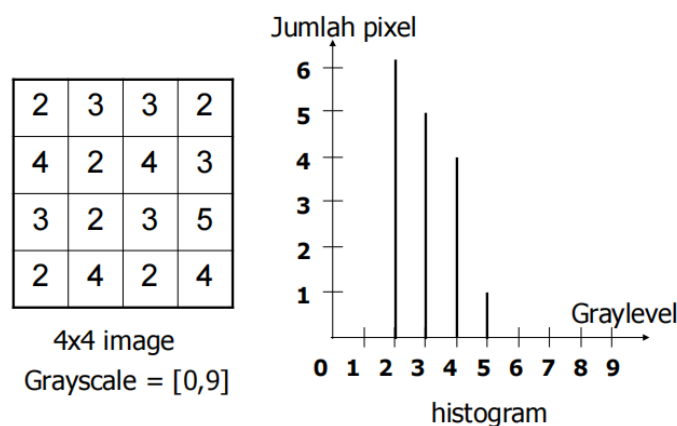 2 3 3 2
4 2 4 3
3 2 3 5
2 4 2 4
4x4 image
Grayscale = [0,9]
Jumlah pixel
6
5
4
3
2
1
Graylevel
0 1 2 3 4 5 6 7 8 9
histogram